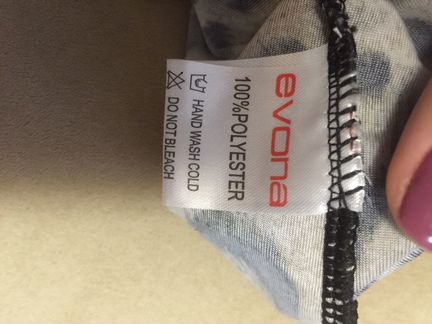 evona
100%POLYESTER
HAND WASH COLD
DO NOT BLEACH